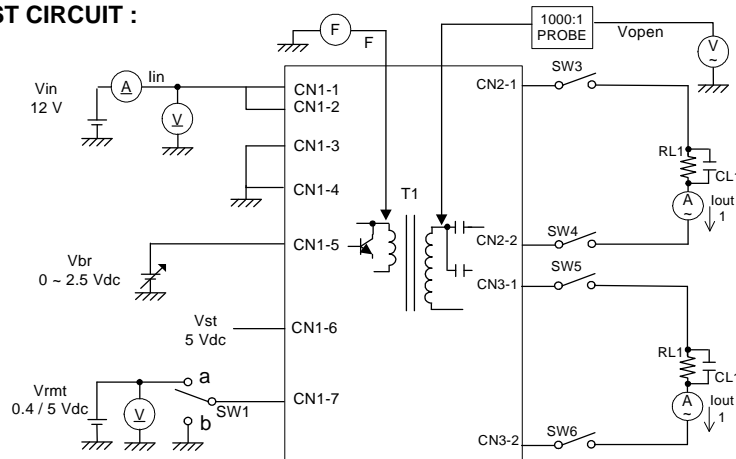 ST CIRCUIT :
F
F
1000:1
PROBE
Vopen
V
~
Vin
12 V
A
Iin
V
CN1-1
CN1-2
CN1-3
CN1-4
CN1-5
CN1-6
CN1-7
T1
CN2-1
SW3
RL1
CL1
A
~
Iout
1
CN2-2
SW4
CN3-1
SW5
RL1
CL1
A
~
Iout
1
CN3-2
SW6
Vbr
0 ~ 2.5 Vdc
Vst
5 Vdc
Vrmt
0.4 / 5 Vdc
V
a
b
SW1